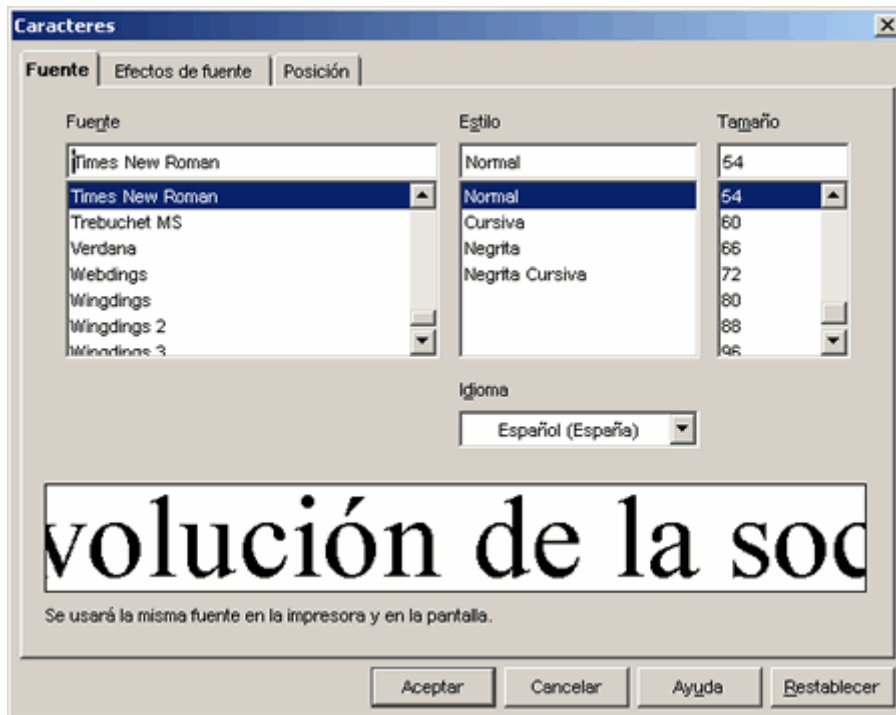 Caracteres
Fuente Efectos de fuente Posición
Fuente Estilo Tamaño
Times New Roman Normal 54
Times New Roman Normal 54
Trebuchet MS Cursiva 60
Verdana Negrita 66
Webdings Negrita Cursiva 72
Wingdings 80
Wingdings 2 88
Wingdings 3 96
Idioma
Español (España)
volución de la soc
Se usará la misma fuente en la impresora y en la pantalla.
Aceptar Cancelar Ayuda Restablecer